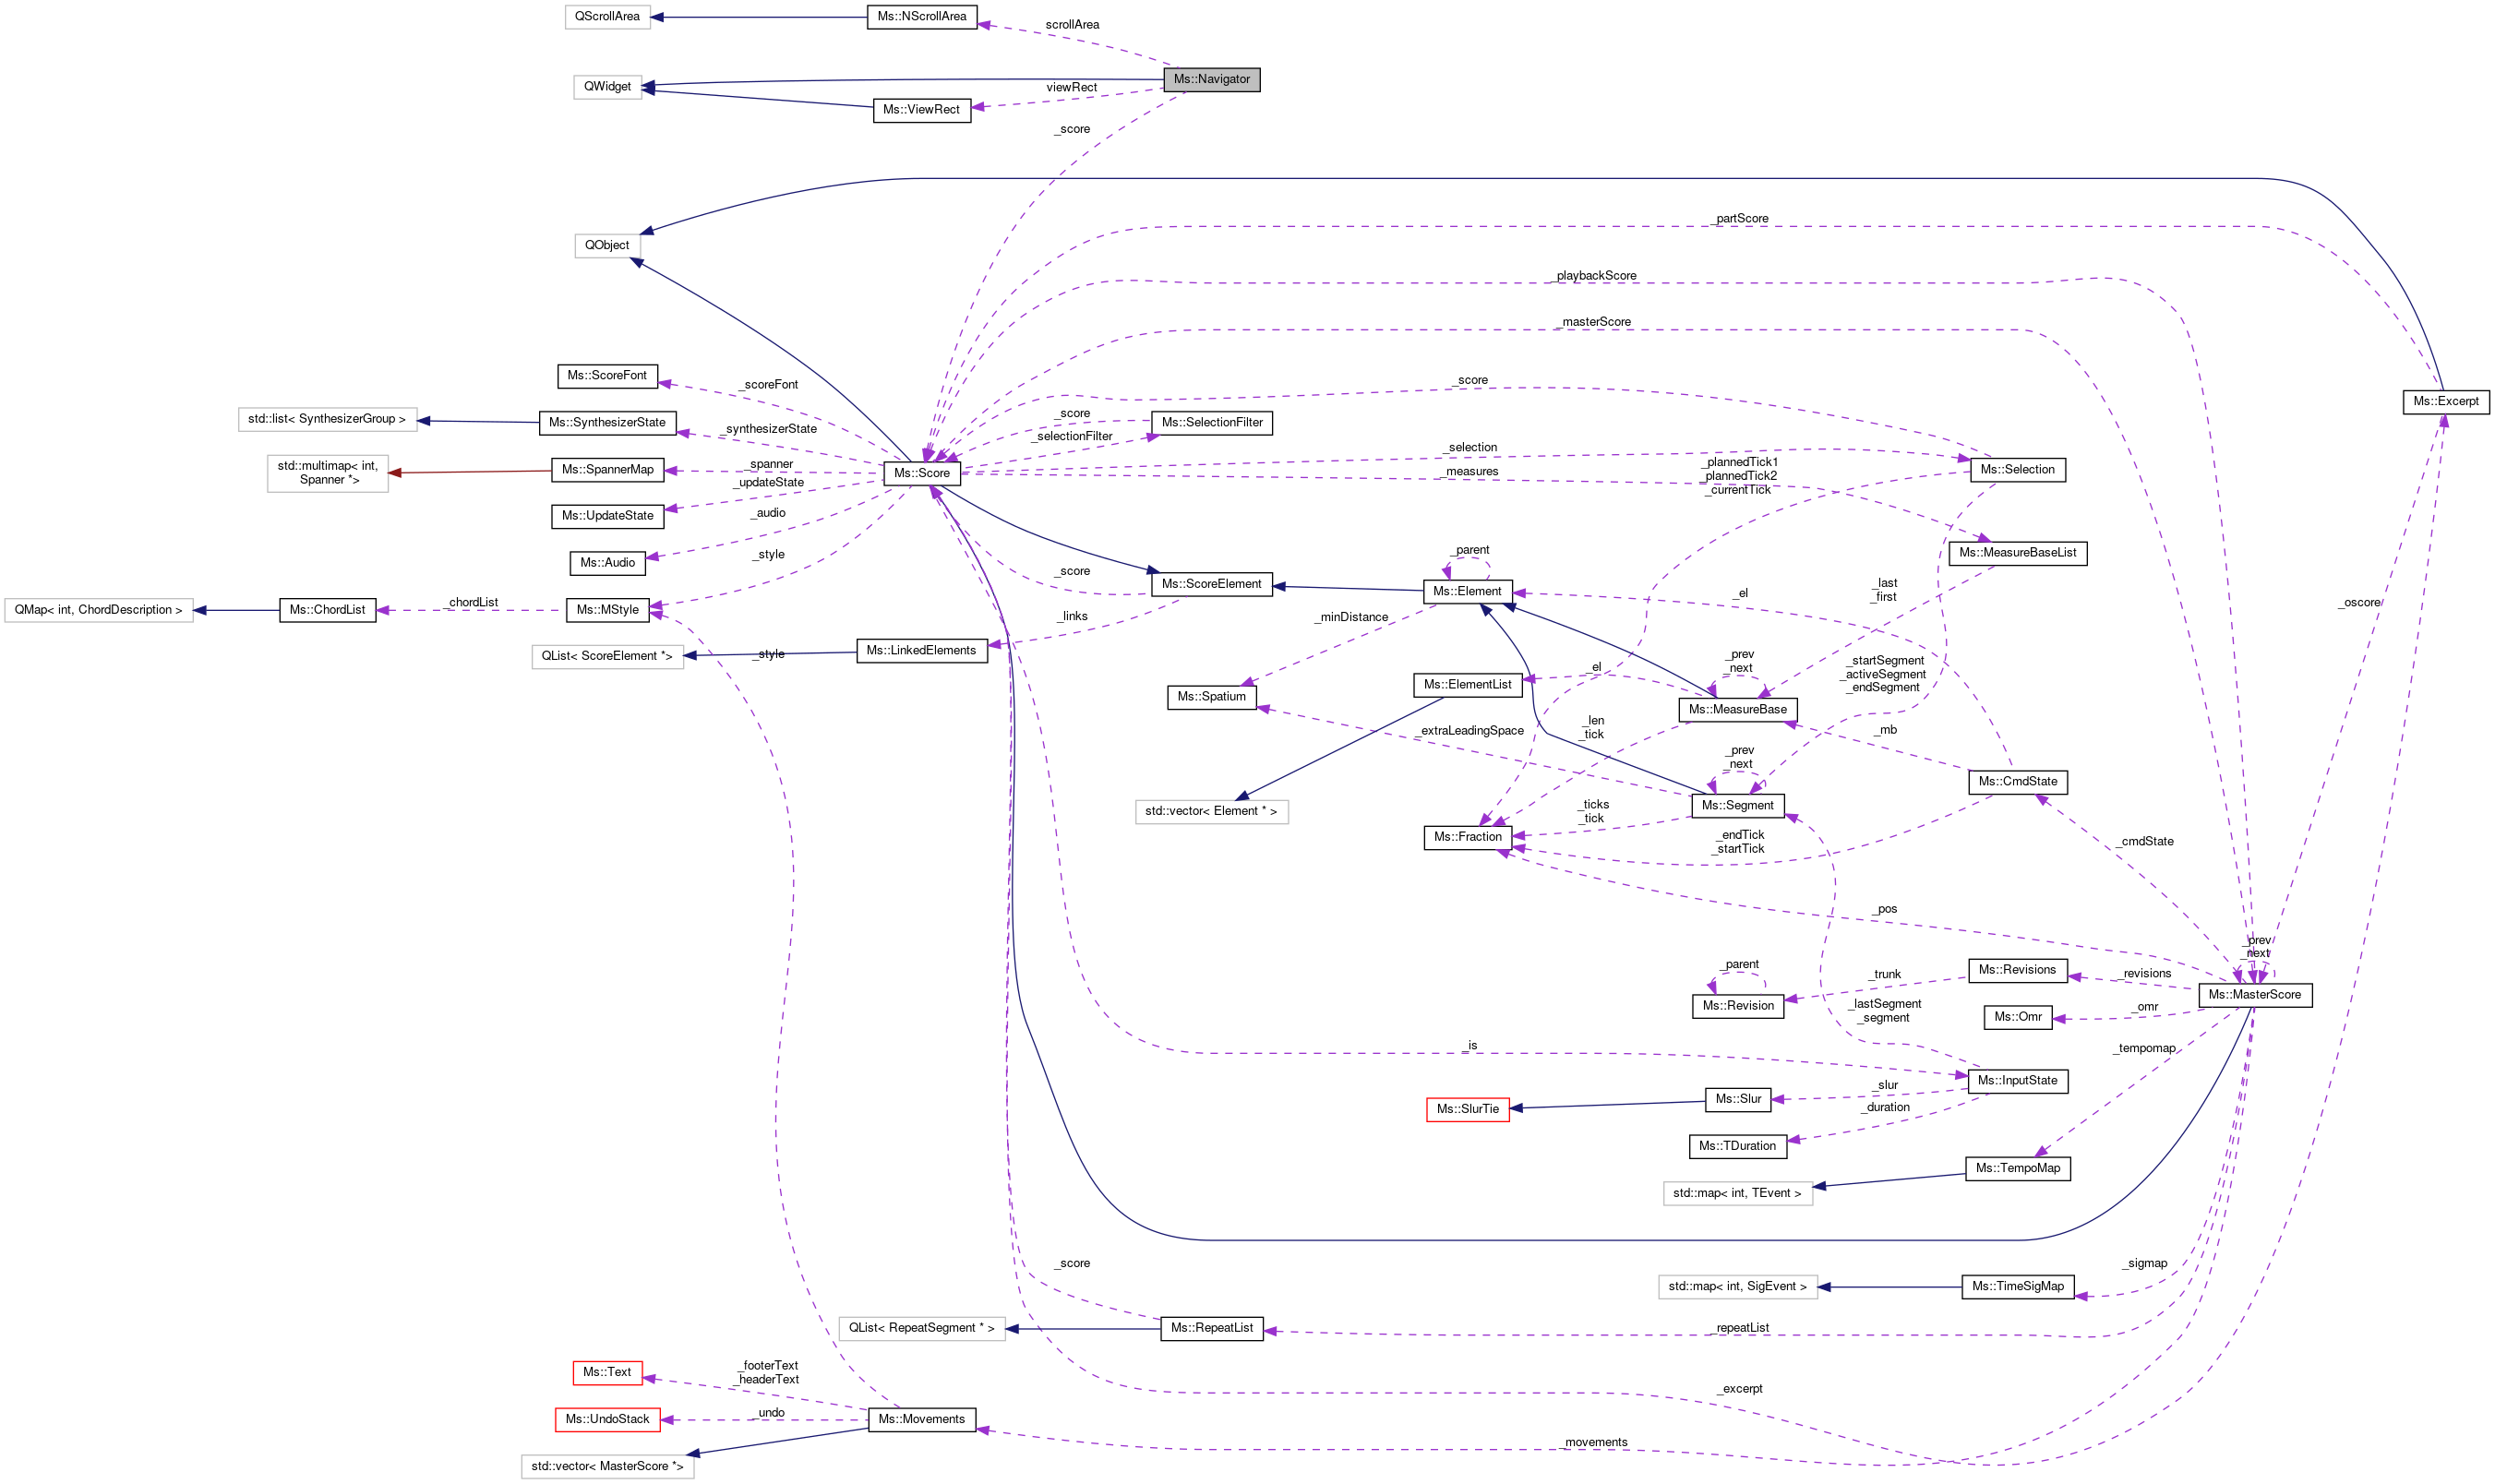 QScrollArea
Ms::NScrollArea
scrollArea
QWidget
Ms::Navigator
viewRect
Ms::ViewRect
_score
_partScore
QObject
_playbackScore
_masterScore
Ms::ScoreFont
_scoreFont
_score
Ms::Excerpt
std::list< SynthesizerGroup >
Ms::SynthesizerState
_synthesizerState
_score
Ms::SelectionFilter
_selectionFilter
_selection
std::multimap< int,
Spanner *>
Ms::SpannerMap
_spanner
Ms::Score
_measures
_plannedTick1
_plannedTick2
_currentTick
Ms::Selection
_updateState
Ms::UpdateState
_audio
Ms::Audio
_style
_score
_parent
Ms::MeasureBaseList
Ms::ScoreElement
Ms::Element
_el
_last
_first
_oscore
QMap< int, ChordDescription >
Ms::ChordList
_chordList
Ms::MStyle
_links
_minDistance
QList< ScoreElement *>
Ms::LinkedElements
_style
_el
_prev
_next
_startSegment
_activeSegment
_endSegment
Ms::Spatium
Ms::ElementList
Ms::MeasureBase
_len
_tick
_extraLeadingSpace
_mb
_prev
_next
Ms::CmdState
std::vector< Element * >
Ms::Segment
_ticks
_tick
Ms::Fraction
_endTick
_startTick
_cmdState
_pos
_prev
_next
_parent
_trunk
Ms::Revisions
_revisions
Ms::Revision
Ms::MasterScore
_lastSegment
_segment
Ms::Omr
_omr
_is
_tempomap
Ms::InputState
Ms::SlurTie
Ms::Slur
_slur
_duration
Ms::TDuration
Ms::TempoMap
std::map< int, TEvent >
_score
_sigmap
std::map< int, SigEvent >
Ms::TimeSigMap
QList< RepeatSegment * >
Ms::RepeatList
_repeatList
Ms::Text
_footerText
_headerText
_excerpt
Ms::UndoStack
_undo
Ms::Movements
_movements
std::vector< MasterScore *>